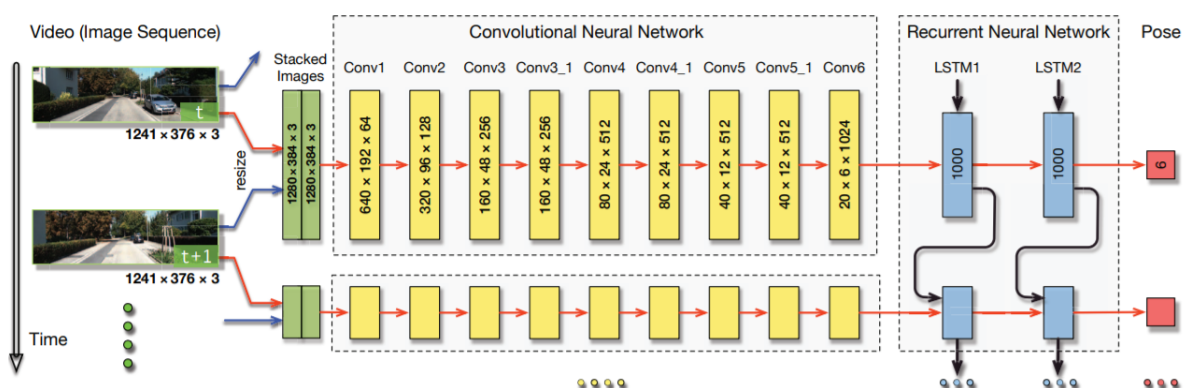 Video (Image Sequence)
Convolutional Neural Network
Recurrent Neural Network
Pose
Stacked
Images
Conv1
Conv2
Conv3
Conv3_1
Conv4
Conv4_1
Conv5
Conv5_1
Conv6
LSTM1
LSTM2
t
1241 × 376 × 3
resize
1280 × 384 × 3
1280 × 384 × 3
640 × 192 × 64
320 × 96 × 128
160 × 48 × 256
160 × 48 × 256
80 × 24 × 512
80 × 24 × 512
40 × 12 × 512
40 × 12 × 512
20 × 6 × 1024
1000
1000
6
t+1
1241 × 376 × 3
Time